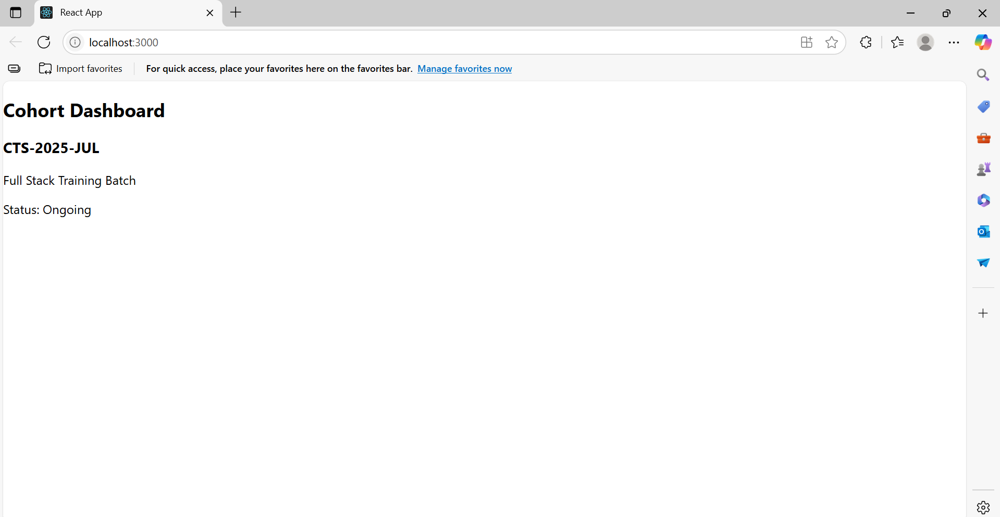 React App
localhost:3000
Import favorites
For quick access, place your favorites here on the favorites bar. Manage favorites now
Cohort Dashboard
CTS-2025-JUL
Full Stack Training Batch
Status: Ongoing